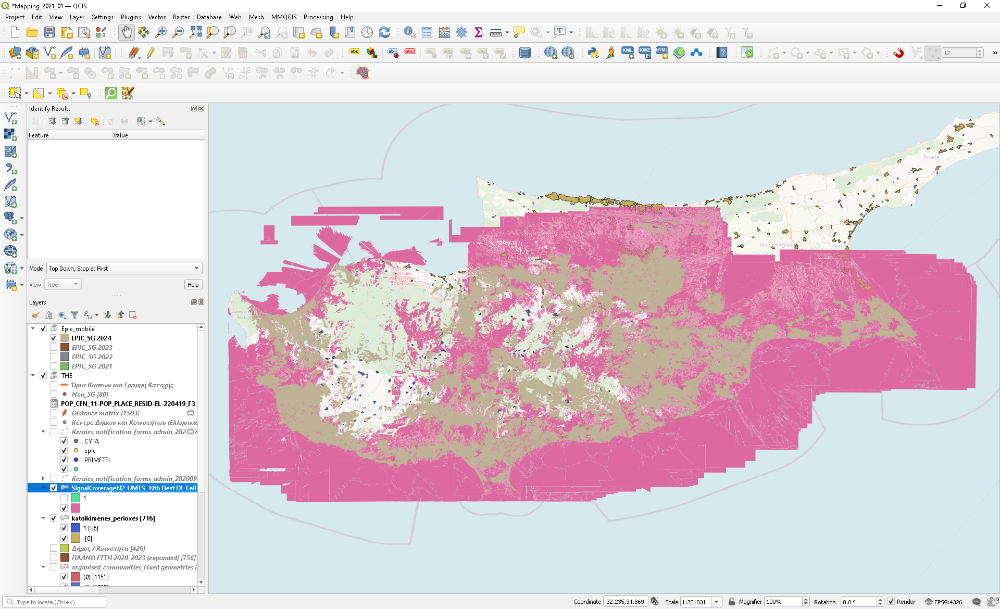 *Mapping_2021_01 — QGIS
Project Edit View Layer Settings Plugins Vector Raster Database Web Mesh MMQGIS Processing Help
12
Identify Results
Feature Value
Mode Top Down, Stop at First
View Tree Help
Layers
Epic_mobile
EPIC_5G 2024
EPIC_5G 2023
EPIC_5G 2022
EPIC_5G 2021
THE
Όρια Βάσεων και Γραμμή Κατοχής
Non_5G [80]
POP_CEN_11-POP_PLACE_RESID-EL-220419_Γ3
Distance matrix [1503]
Κέντρο Δήμων και Κοινοτήτων (Ελληνικά
Keraies_notification_forms_admin_202
CYTA
epic
PRIMETEL
Keraies_notification_forms_admin_202009
SignalCoverageN2_UMTS_ Nth Best DL Cell
1
katoikimenes_perioxes [716]
1 [86]
[0]
Δήμος / Κοινότητα [426]
ΠΛΑΝΟ FTTH 2020-2023 (expanded) [756]
organised_communities_Fixed geometries [
(0) [1153]
İskele
Gazimağusa
Type to locate (Ctrl+K)
Coordinate 32.235,34.869 Scale 1:351031 Magnifier 100% Rotation 0.0 ° Render EPSG:4326